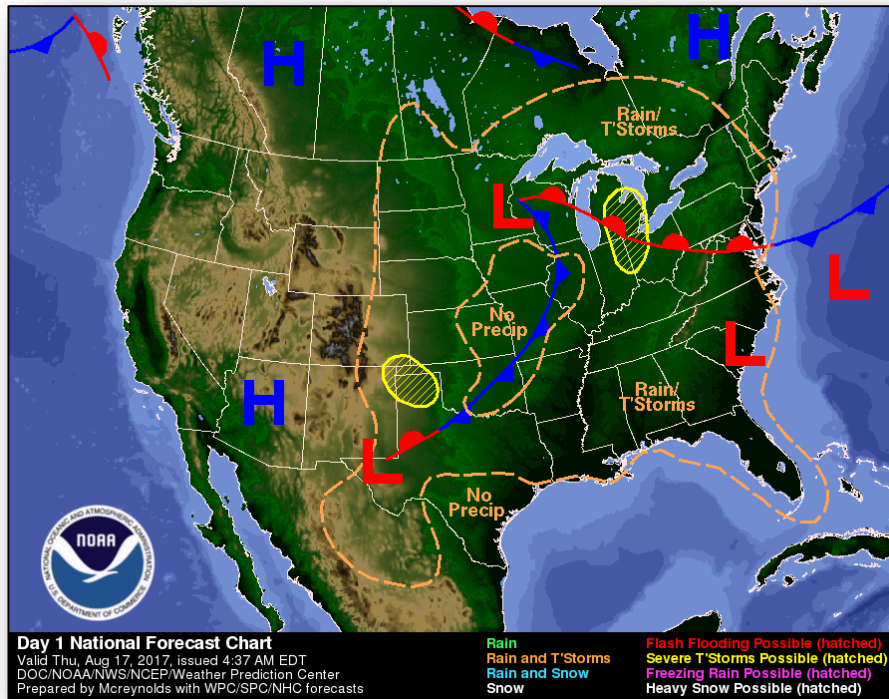 H
H
Rain/
T'Storms
L
L
No
Precip
L
H
Rain/
T'Storms
L
No
Precip
NATIONAL OCEANIC AND ATMOSPHERIC ADMINISTRATION
NOAA
U.S. DEPARTMENT OF COMMERCE
Day 1 National Forecast Chart
Valid Thu, Aug 17, 2017, issued 4:37 AM EDT
DOC/NOAA/NWS/NCEP/Weather Prediction Center
Prepared by Mcreynolds with WPC/SPC/NHC forecasts
Rain
Rain and T'Storms
Rain and Snow
Snow
Flash Flooding Possible (hatched)
Severe T'Storms Possible (hatched)
Freezing Rain Possible (hatched)
Heavy Snow Possible (hatched)